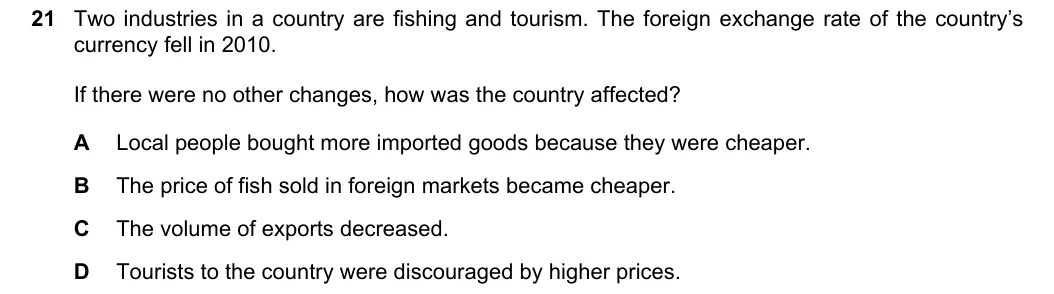 21 Two industries in a country are fishing and tourism. The foreign exchange rate of the country's
currency fell in 2010.
If there were no other changes, how was the country affected?
A Local people bought more imported goods because they were cheaper.
B The price of fish sold in foreign markets became cheaper.
C The volume of exports decreased.
D Tourists to the country were discouraged by higher prices.